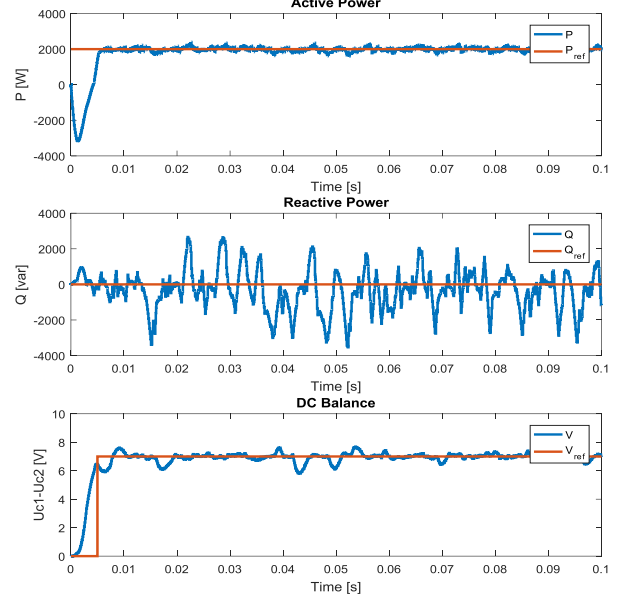 Active Power
4000
2000
0
-2000
-4000
P [W]
P
P_ref
0 0.01 0.02 0.03 0.04 0.05 0.06 0.07 0.08 0.09 0.1
Time [s]
Reactive Power
4000
2000
0
-2000
-4000
Q [var]
Q
Q_ref
0 0.01 0.02 0.03 0.04 0.05 0.06 0.07 0.08 0.09 0.1
Time [s]
DC Balance
10
8
6
4
2
0
Uc1-Uc2 [V]
V
V_ref
0 0.01 0.02 0.03 0.04 0.05 0.06 0.07 0.08 0.09 0.1
Time [s]